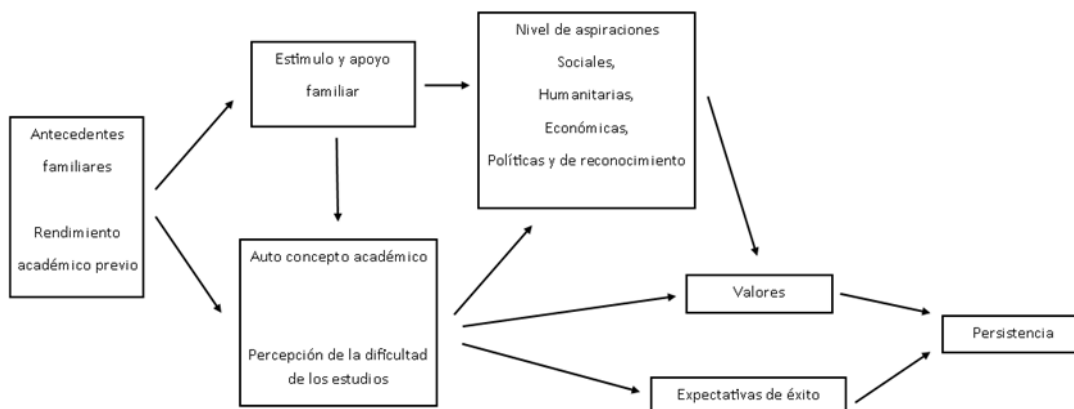 Antecedentes
familiares
Rendimiento
académico previo
Estímulo y apoyo
familiar
Auto concepto académico
Percepción de la dificultad
de los estudios
Nivel de aspiraciones
Sociales,
Humanitarias,
Económicas,
Políticas y de reconocimiento
Valores
Expectativas de éxito
Persistencia